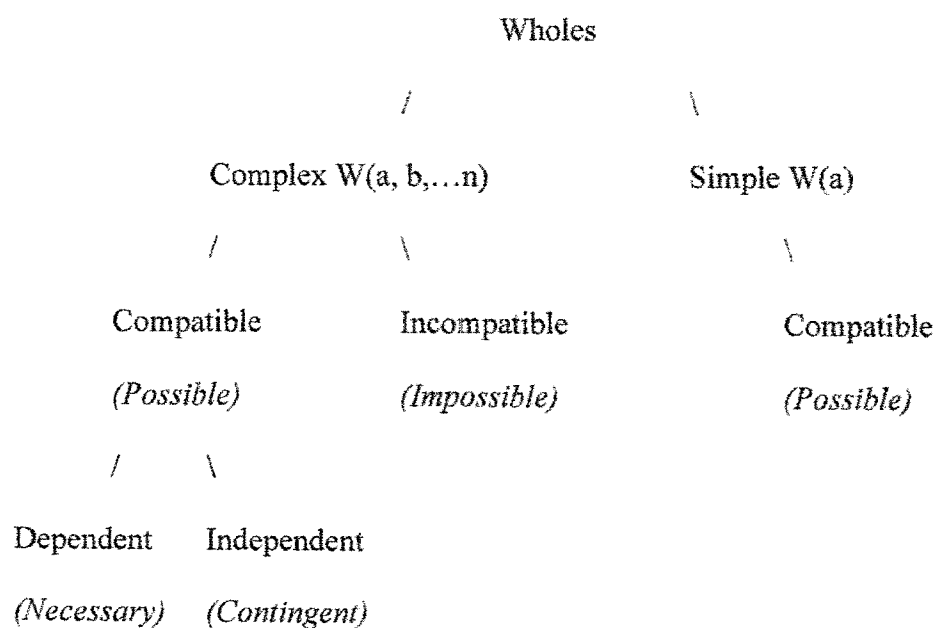 Wholes
/ \
Complex W(a, b,…n) Simple W(a)
/ \ \
Compatible Incompatible Compatible
(Possible) (Impossible) (Possible)
/ \
Dependent Independent
(Necessary) (Contingent)